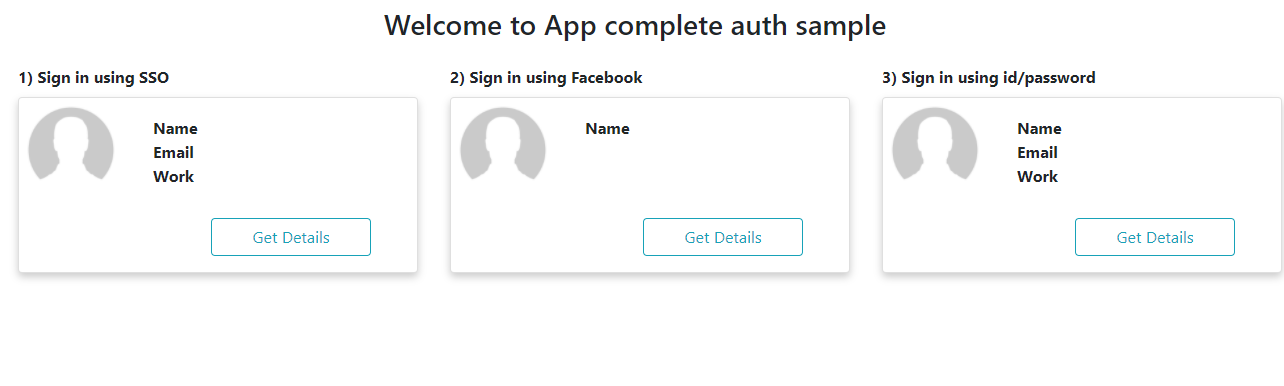 Welcome to App complete auth sample
1) Sign in using SSO
Name
Email
Work
Get Details
2) Sign in using Facebook
Name
Get Details
3) Sign in using id/password
Name
Email
Work
Get Details